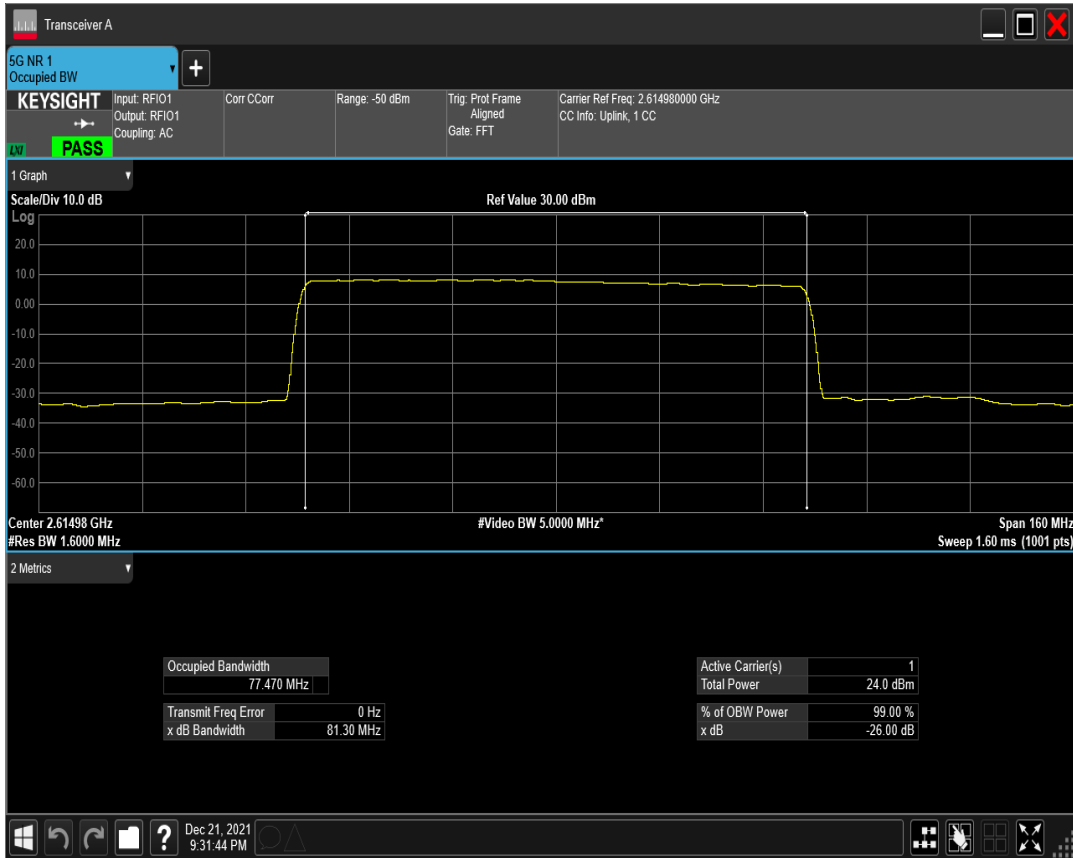 Transceiver A
5G NR 1
Occupied BW
KEYSIGHT
LXI
PASS
Input: RFIO1
Output: RFIO1
Coupling: AC
Corr CCorr
Range: -50 dBm
Trig: Prot Frame
Aligned
Gate: FFT
Carrier Ref Freq: 2.614980000 GHz
CC Info: Uplink, 1 CC
1 Graph
Scale/Div 10.0 dB
Ref Value 30.00 dBm
Log
20.0
10.0
0.00
-10.0
-20.0
-30.0
-40.0
-50.0
-60.0
Center 2.61498 GHz
#Video BW 5.0000 MHz*
Span 160 MHz
#Res BW 1.6000 MHz
Sweep 1.60 ms (1001 pts)
2 Metrics
Occupied Bandwidth
77.470 MHz
Transmit Freq Error 0 Hz
x dB Bandwidth 81.30 MHz
Active Carrier(s) 1
Total Power 24.0 dBm
% of OBW Power 99.00 %
x dB -26.00 dB
?
Dec 21, 2021
9:31:44 PM